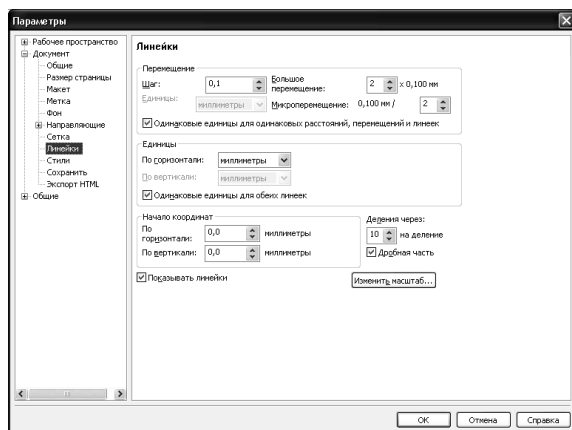 Параметры
Рабочее пространство
Документ
Общие
Размер страницы
Макет
Метка
Фон
Направляющие
Сетка
Линейки
Стили
Сохранить
Экспорт HTML
Общие
Линейки
Перемещение
Шаг: 0,1 Большое перемещение: 2 x 0,100 мм
Единицы: миллиметры Микроперемещение: 0,100 мм / 2
Одинаковые единицы для одинаковых расстояний, перемещений и линеек
Единицы
По горизонтали: миллиметры
По вертикали: миллиметры
Одинаковые единицы для обеих линеек
Начало координат
По горизонтали: 0,0 миллиметры
По вертикали: 0,0 миллиметры
Деления через:
10 на деление
Дробная часть
Показывать линейки
Изменить масштаб...
OK Отмена Справка